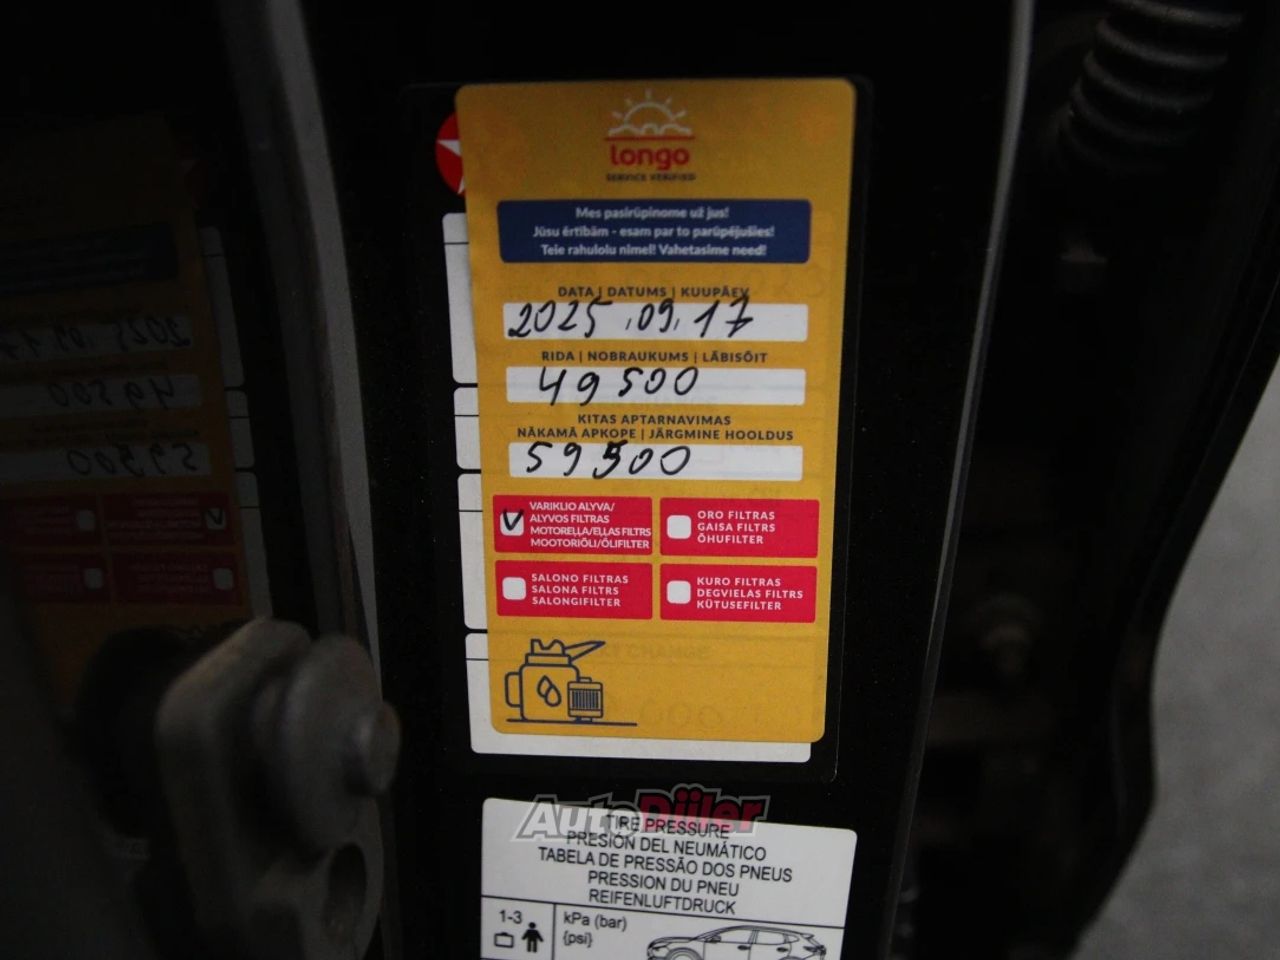 longo
SERVICE VERIFIED
Mes pasirūpinome už jus!
Jūsu ērtībām - esam par to parūpējušies!
Teie rahulolu nimel! Vahetasime need!
DATA | DATUMS | KUUPÄEV
2025.09.17
RIDA | NOBRAUKUMS | LÄBISÕIT
49500
KITAS APTARNAVIMAS
NĀKAMĀ APKOPE | JÄRGMINE HOOLDUS
59500
VARIKLIO ALYVA/
ALYVOS FILTRAS
MOTOREĻĻA/EĻĻAS FILTRS
MOOTORIÕLI/ÕLIFILTER
ORO FILTRAS
GAISA FILTRS
ÕHUFILTER
SALONO FILTRAS
SALONA FILTRS
SALONGIFILTER
KURO FILTRAS
DEGVIELAS FILTRS
KÜTUSEFILTER
AutoDiiler
TIRE PRESSURE
PRESIÓN DEL NEUMÁTICO
TABELA DE PRESSÃO DOS PNEUS
PRESSION DU PNEU
REIFENLUFTDRUCK
1-3
kPa (bar)
{psi}